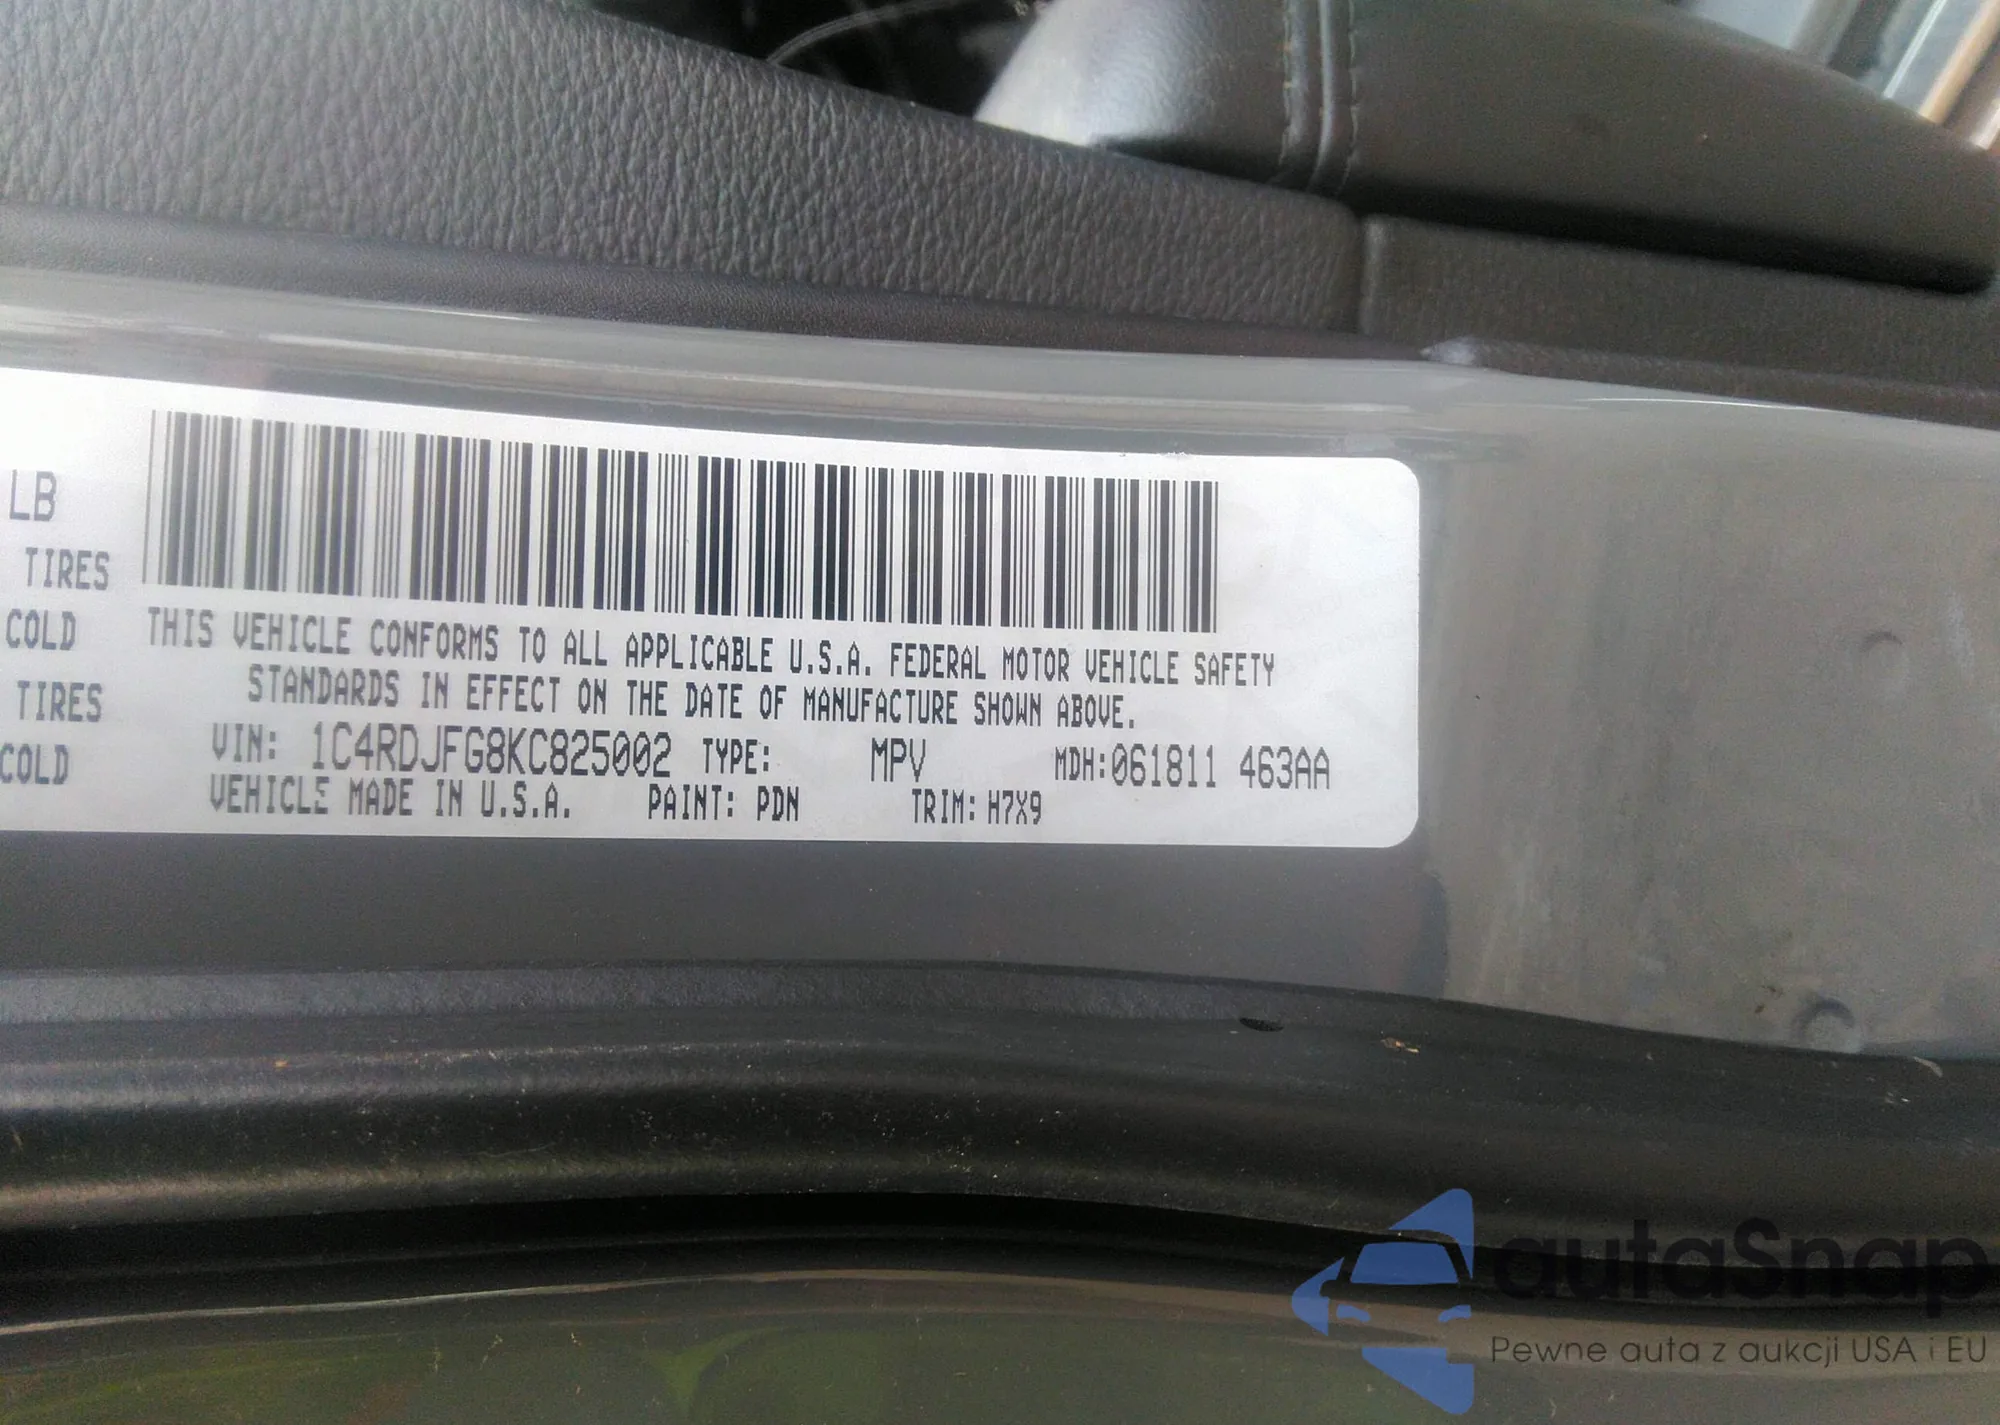 LB
TIRES
COLD
TIRES
COLD
THIS VEHICLE CONFORMS TO ALL APPLICABLE U.S.A. FEDERAL MOTOR VEHICLE SAFETY
STANDARDS IN EFFECT ON THE DATE OF MANUFACTURE SHOWN ABOVE.
VIN: 1C4RDJFG8KC825002 TYPE: MPV MDH:061811 463AA
VEHICLE MADE IN U.S.A. PAINT: PDN TRIM: H7X9
autaSnap
Pewne auta z aukcji USA i EU